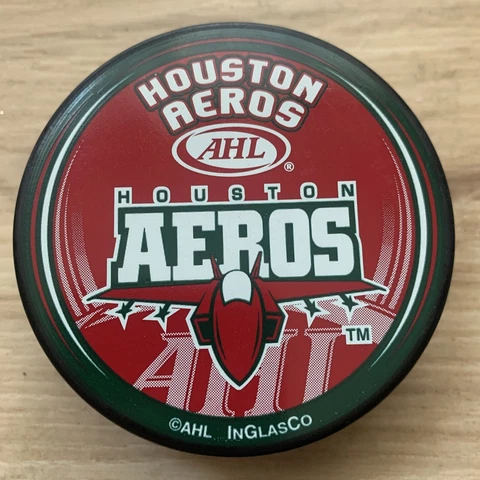 HOUSTON
AEROS
AHL®
HOUSTON
AEROS
TM
AHL
©AHL INGLASCO